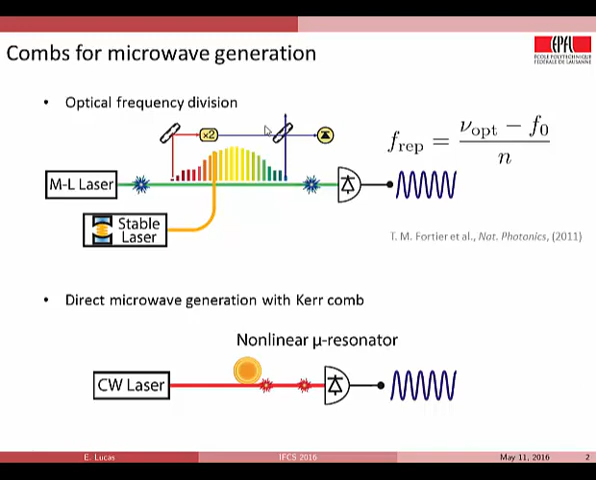 Combs for microwave generation
EPFL
ÉCOLE POLYTECHNIQUE
FÉDÉRALE DE LAUSANNE
• Optical frequency division
x2
f_rep = (ν_opt − f_0) / n
M-L Laser
Stable
Laser
T. M. Fortier et al., Nat. Photonics, (2011)
• Direct microwave generation with Kerr comb
Nonlinear μ-resonator
CW Laser
E. Lucas
IFCS 2016
May 11, 2016
2